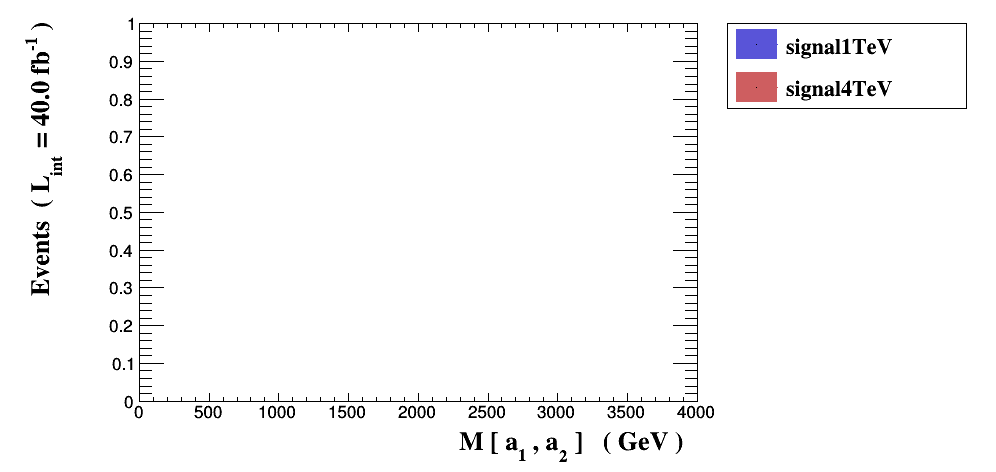 Events ( L_int = 40.0 fb^-1 )
1
0.9
0.8
0.7
0.6
0.5
0.4
0.3
0.2
0.1
0
0 500 1000 1500 2000 2500 3000 3500 4000
M [ a_1 , a_2 ] ( GeV )
signal1TeV
signal4TeV